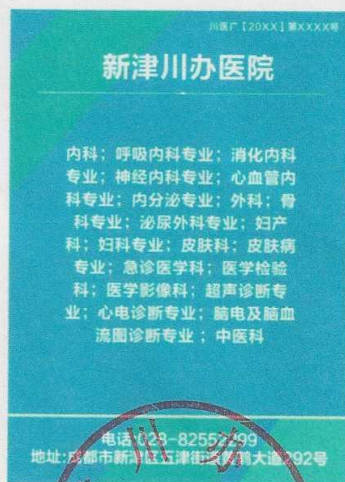 川医广【20XX】第XXXX号
新津川办医院
内科；呼吸内科专业；消化内科
专业；神经内科专业；心血管内
科专业；内分泌专业；外科；骨
科专业；泌尿外科专业；妇产
科；妇科专业；皮肤科；皮肤病
专业；急诊医学科；医学检验
科；医学影像科；超声诊断专
业；心电诊断专业；脑电及脑血
流图诊断专业；中医科
电话:028-8255
地址:成都市新津区五津街道
大道292号
川 办